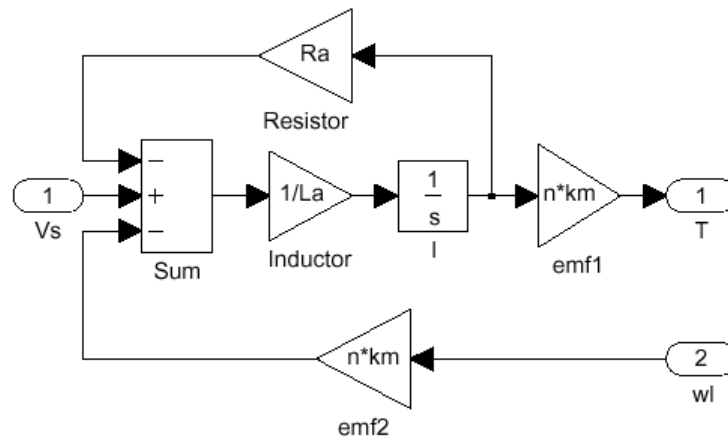 Ra
Resistor
−
1
+
−
Vs
Sum
1/La
Inductor
1
s
I
n*km
emf1
1
T
n*km
emf2
2
wl